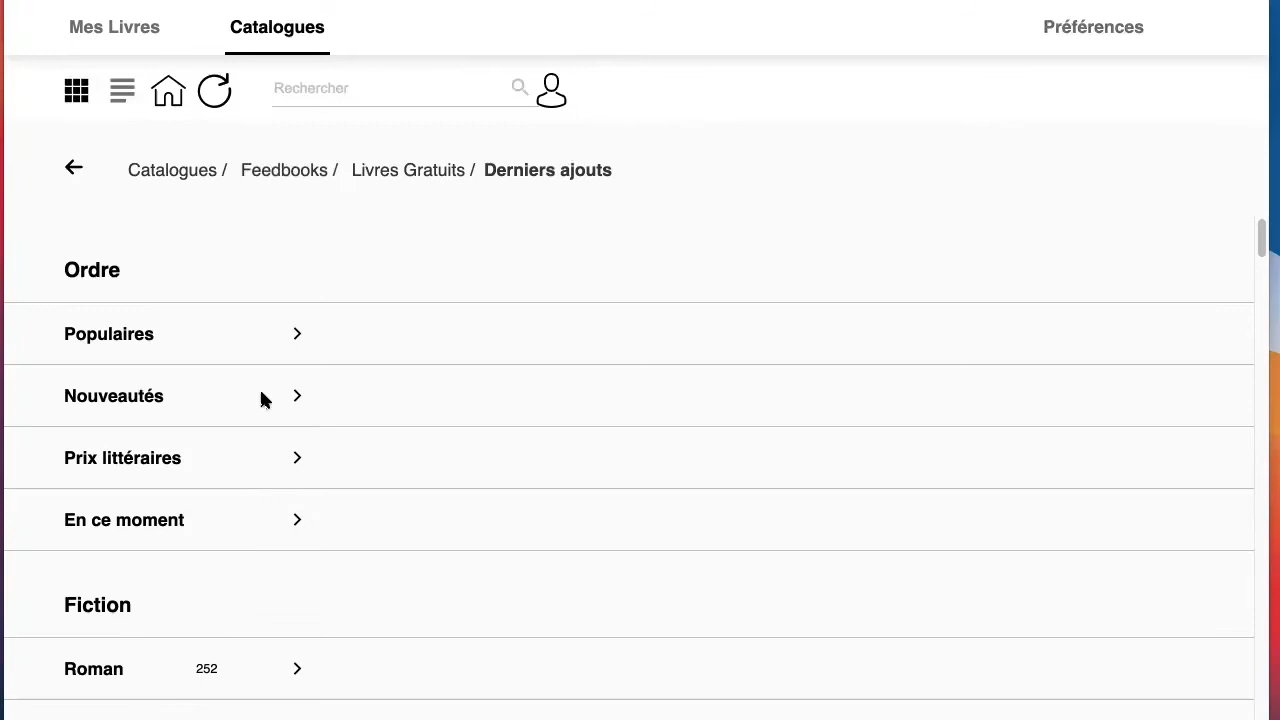 Mes Livres Catalogues Préférences
Rechercher
Catalogues / Feedbooks / Livres Gratuits / Derniers ajouts
Ordre
Populaires
Nouveautés
Prix littéraires
En ce moment
Fiction
Roman 252